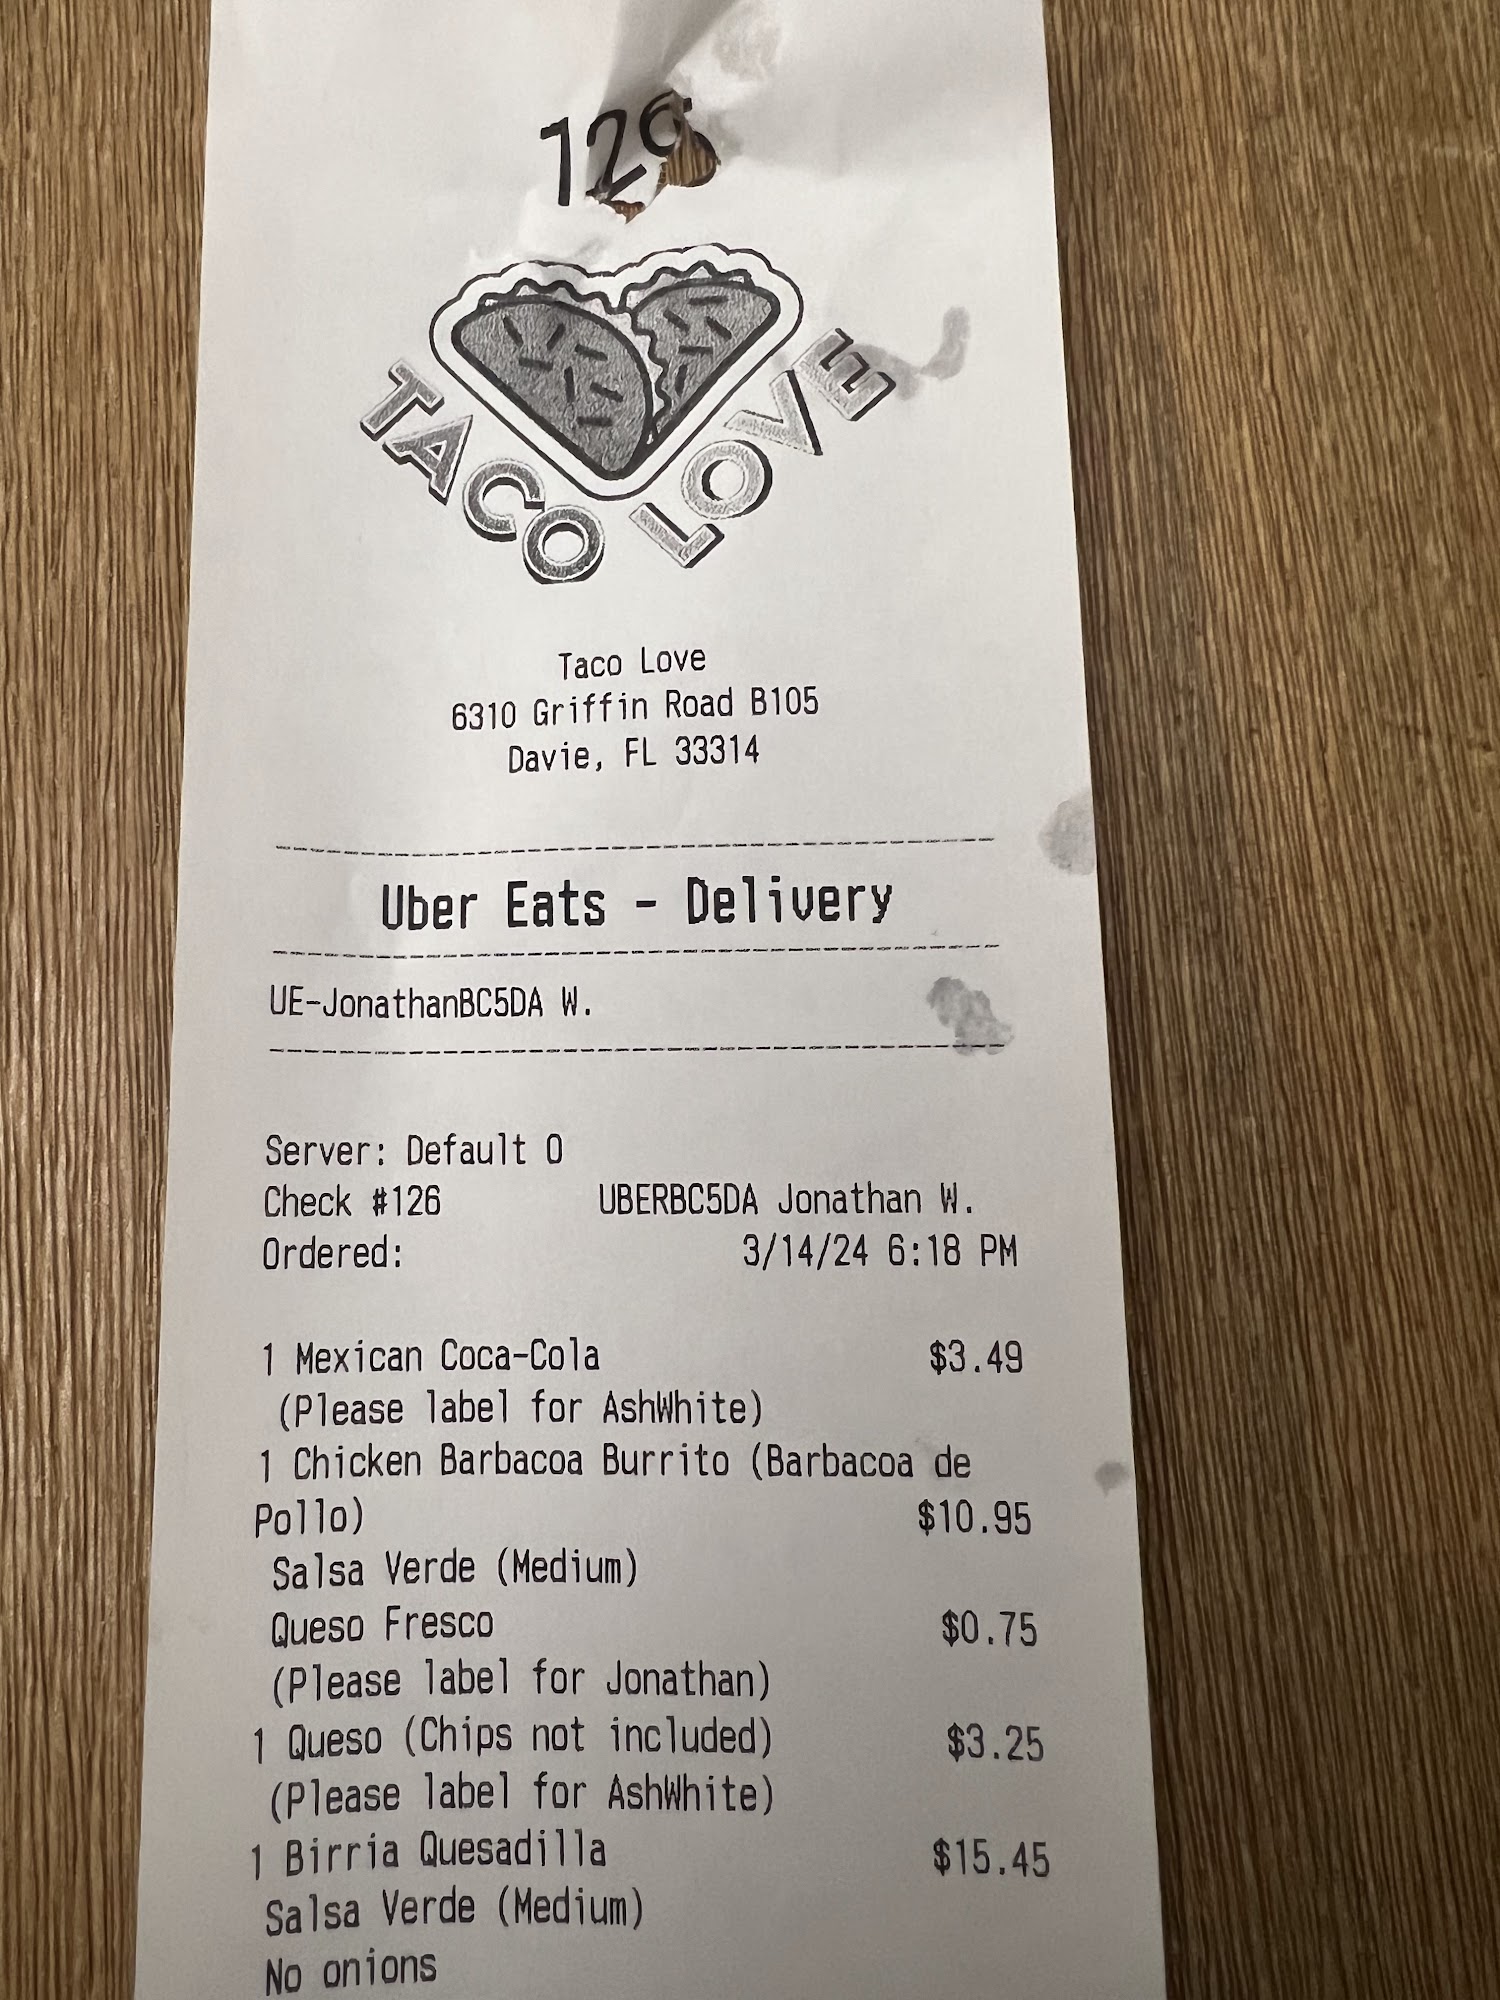 126
TACO LOVE
Taco Love
6310 Griffin Road B105
Davie, FL 33314
Uber Eats - Delivery
UE-JonathanBC5DA W.
Server: Default O
Check #126 UBERBC5DA Jonathan W.
Ordered: 3/14/24 6:18 PM
1 Mexican Coca-Cola $3.49
(Please label for AshWhite)
1 Chicken Barbacoa Burrito (Barbacoa de
Pollo) $10.95
Salsa Verde (Medium)
Queso Fresco $0.75
(Please label for Jonathan)
1 Queso (Chips not included) $3.25
(Please label for AshWhite)
1 Birria Quesadilla $15.45
Salsa Verde (Medium)
No onions